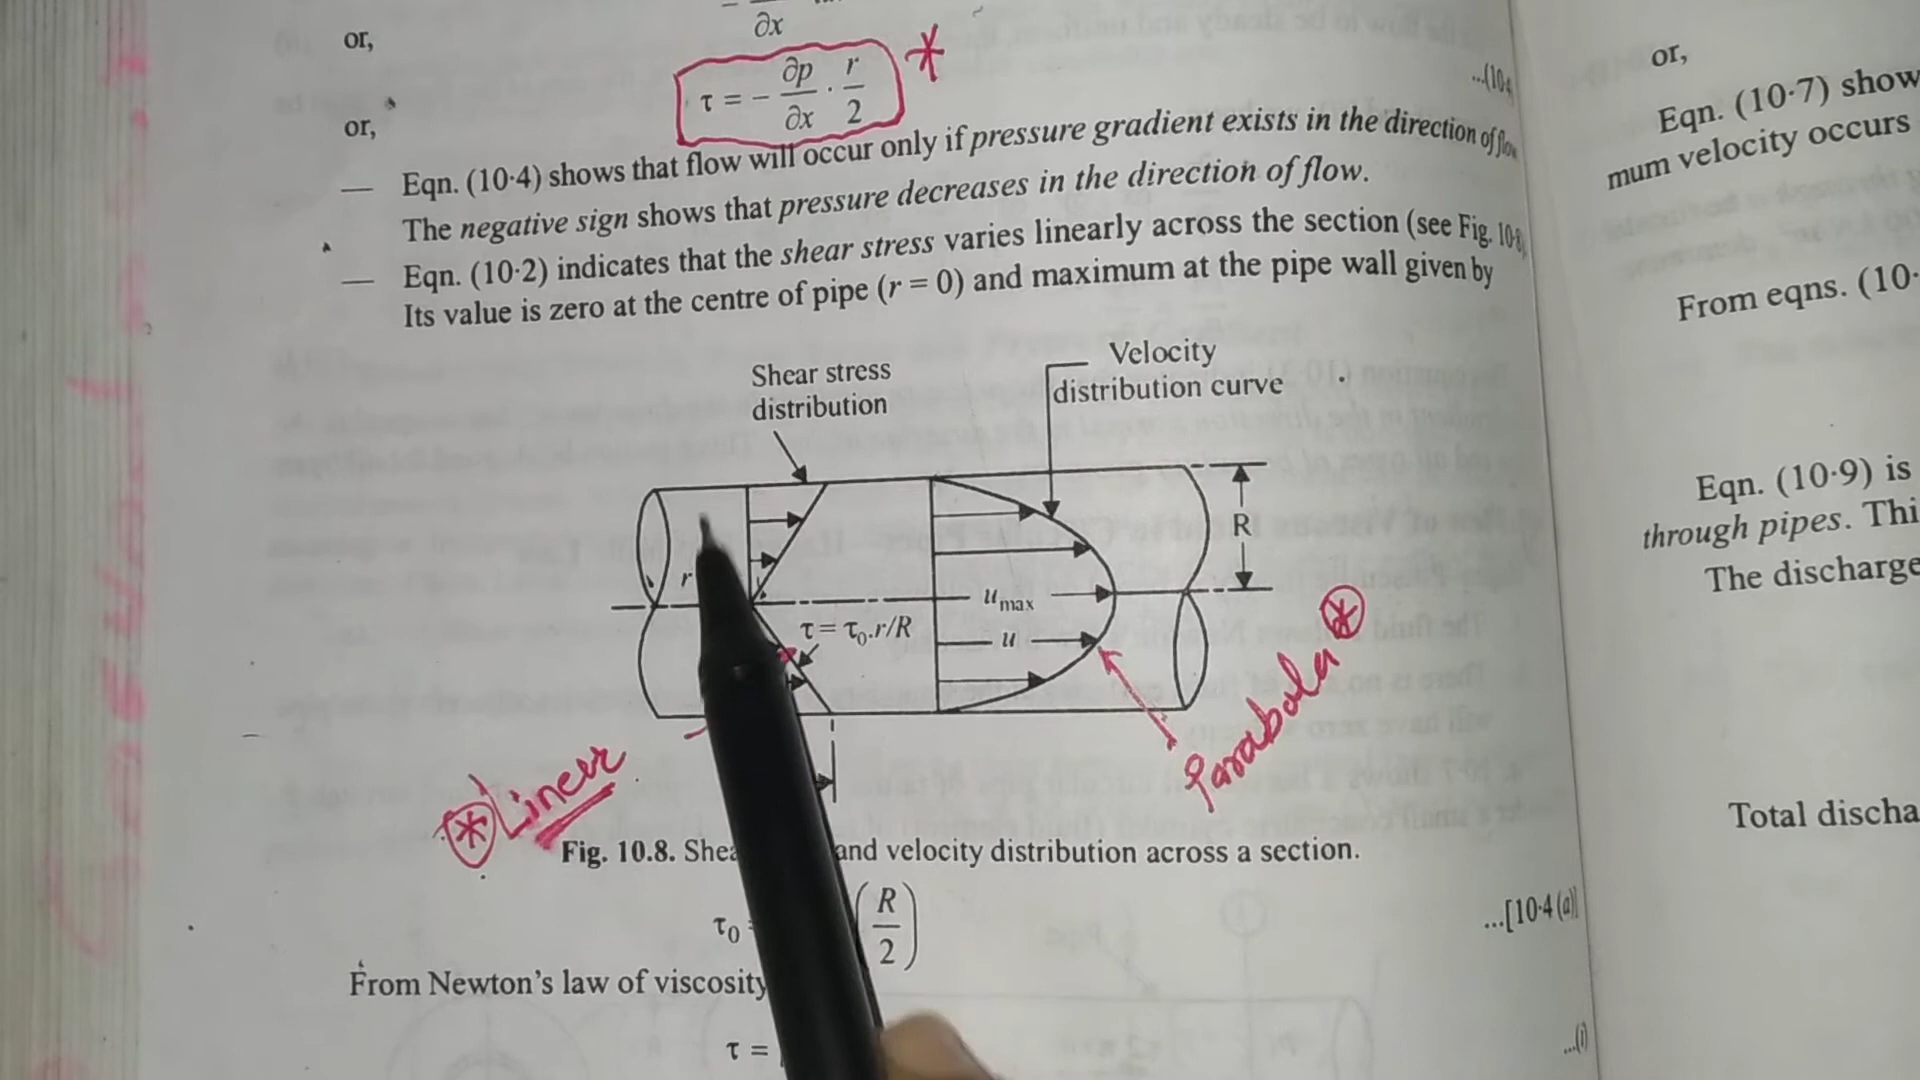 ∂x
or,
τ = − ∂p/∂x · r/2 *
or,
...(10·4
— Eqn. (10·4) shows that flow will occur only if pressure gradient exists in the direction of flow
The negative sign shows that pressure decreases in the direction of flow.
— Eqn. (10·2) indicates that the shear stress varies linearly across the section (see Fig. 10·8
Its value is zero at the centre of pipe (r = 0) and maximum at the pipe wall given by
Shear stress
distribution
Velocity
distribution curve
R
r
u max
τ = τ0.r/R
u
* Linear
Parabola *
Fig. 10.8. Shea and velocity distribution across a section.
τ0 (R/2)
...[10·4 (a)]
From Newton's law of viscosity
τ =
...(i)
or,
Eqn. (10·7) show
mum velocity occurs
From eqns. (10·
Eqn. (10·9) is
through pipes. Thi
The discharge
Total discha